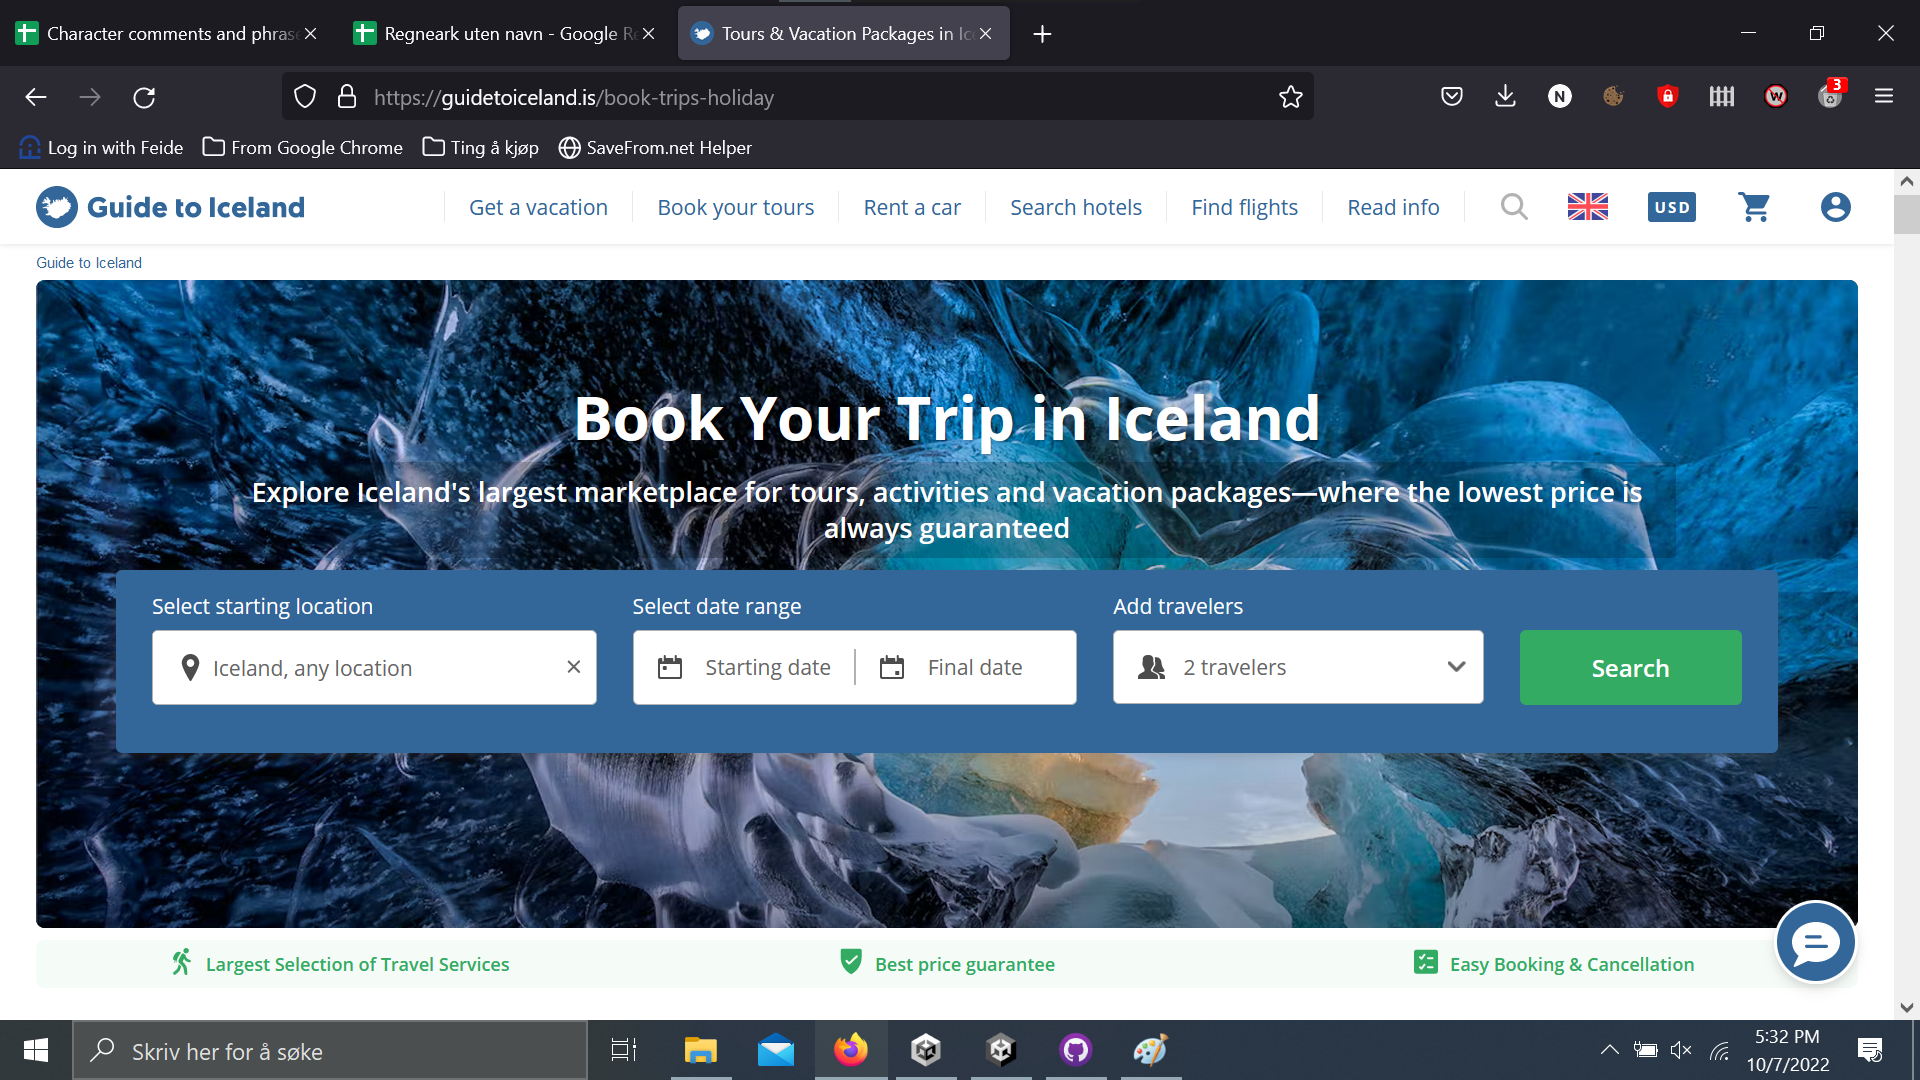 Character comments and phras
Regneark uten navn - Google R
Tours & Vacation Packages in Ic
https://guidetoiceland.is/book-trips-holiday
N
W
3
Log in with Feide
From Google Chrome
Ting å kjøp
SaveFrom.net Helper
Guide to Iceland
Get a vacation
Book your tours
Rent a car
Search hotels
Find flights
Read info
USD
Guide to Iceland
Book Your Trip in Iceland
Explore Iceland's largest marketplace for tours, activities and vacation packages—where the lowest price is
always guaranteed
Select starting location
Select date range
Add travelers
Iceland, any location
Starting date
Final date
2 travelers
Search
Largest Selection of Travel Services
Best price guarantee
Easy Booking & Cancellation
Skriv her for å søke
5:32 PM
10/7/2022